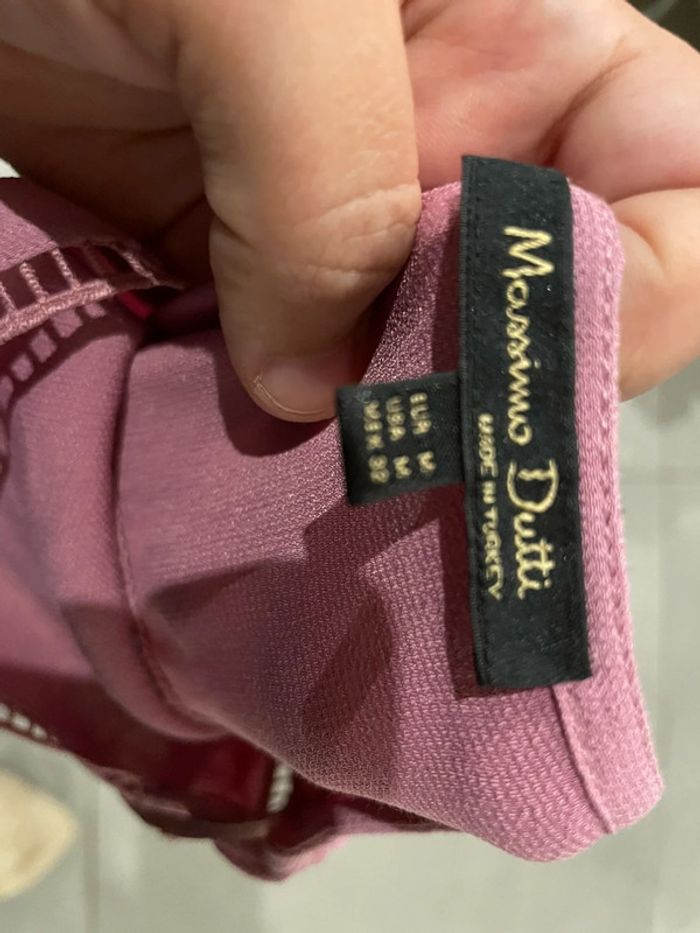 Massimo Dutti
MADE IN TURKEY
EUR M
USA M
MEX 32